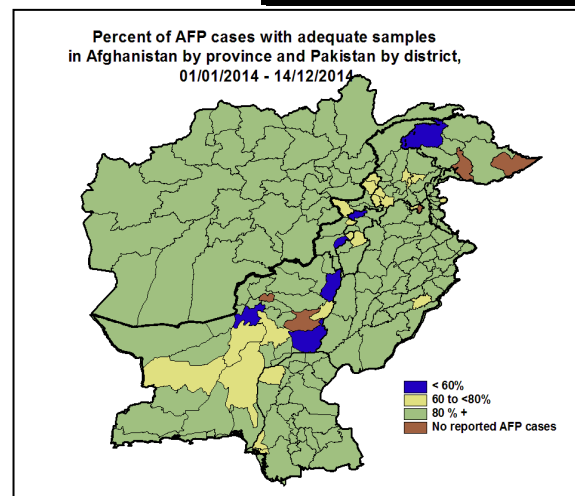 Percent of AFP cases with adequate samples
in Afghanistan by province and Pakistan by district,
01/01/2014 - 14/12/2014
< 60%
60 to <80%
80 % +
No reported AFP cases